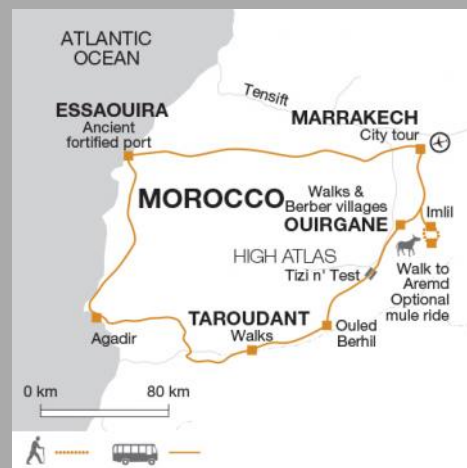 ATLANTIC
OCEAN
Tensift
ESSAOUIRA
Ancient
fortified port
MARRAKECH
City tour
MOROCCO
Walks &
Berber villages
OUIRGANE
Imlil
HIGH ATLAS
Tizi n' Test
Walk to
Aremd
Optional
mule ride
TAROUDANT
Walks
Ouled
Berhil
Agadir
0 km
80 km